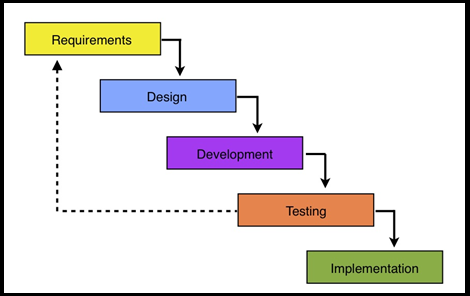 Requirements
Design
Development
Testing
Implementation